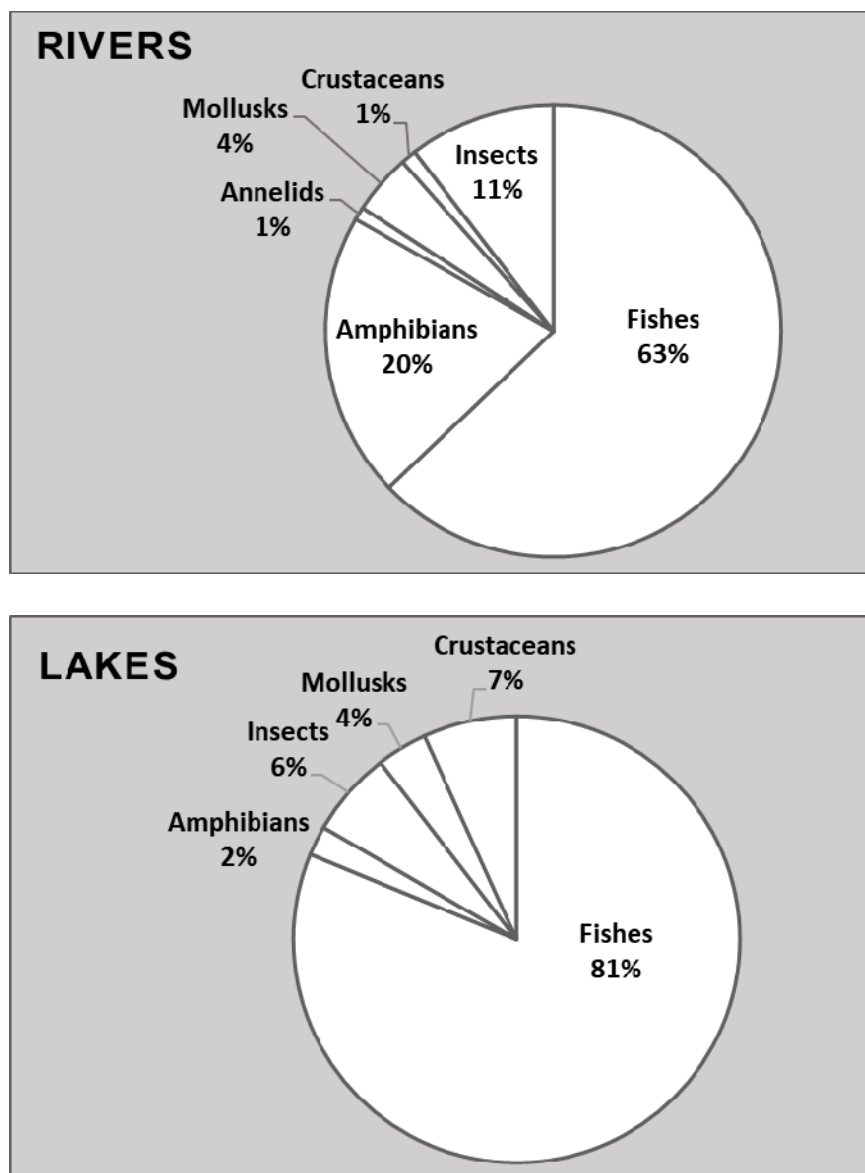 RIVERS
Crustaceans
1%
Mollusks
4%
Insects
11%
Annelids
1%
Fishes
63%
Amphibians
20%
LAKES
Crustaceans
7%
Mollusks
4%
Insects
6%
Amphibians
2%
Fishes
81%